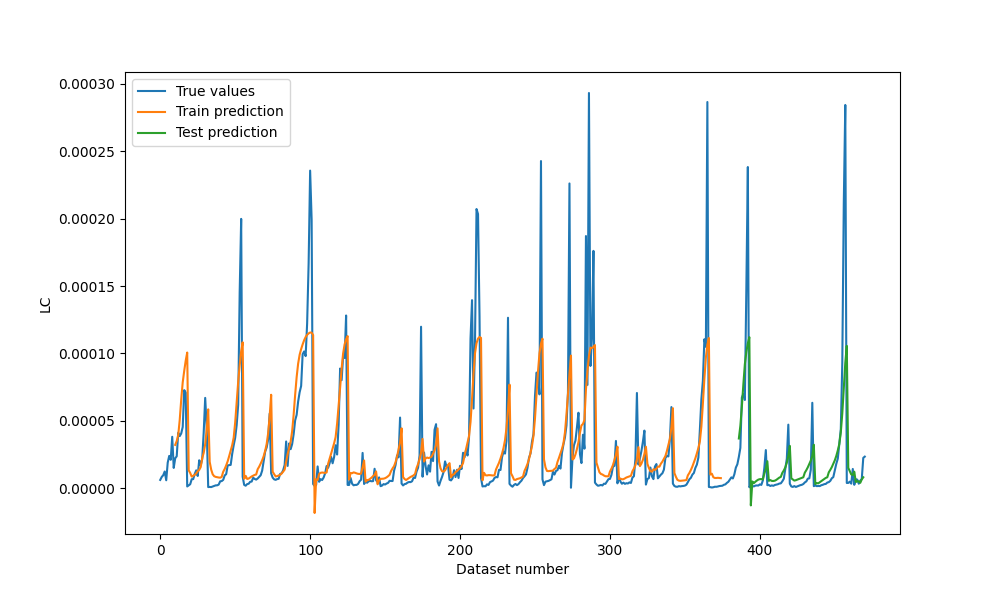 True values
Train prediction
Test prediction
0.00030
0.00025
0.00020
0.00015
0.00010
0.00005
0.00000
LC
0
100
200
300
400
Dataset number